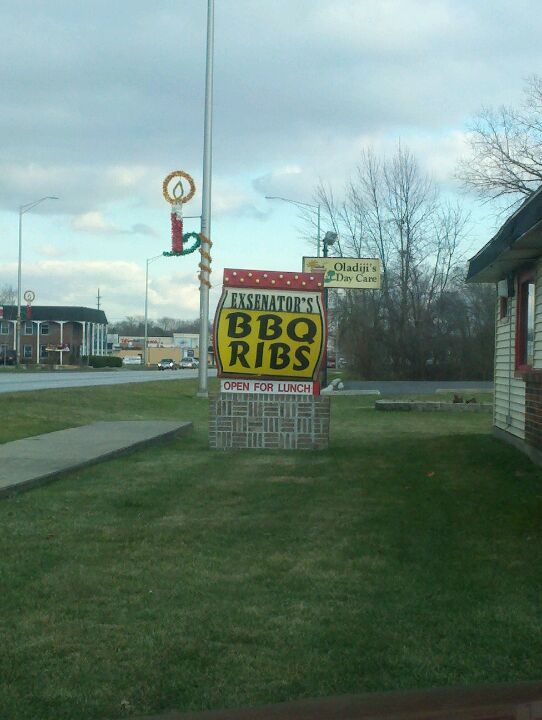 Oladiji's
Day Care
EXSENATOR'S
BBQ
RIBS
OPEN FOR LUNCH